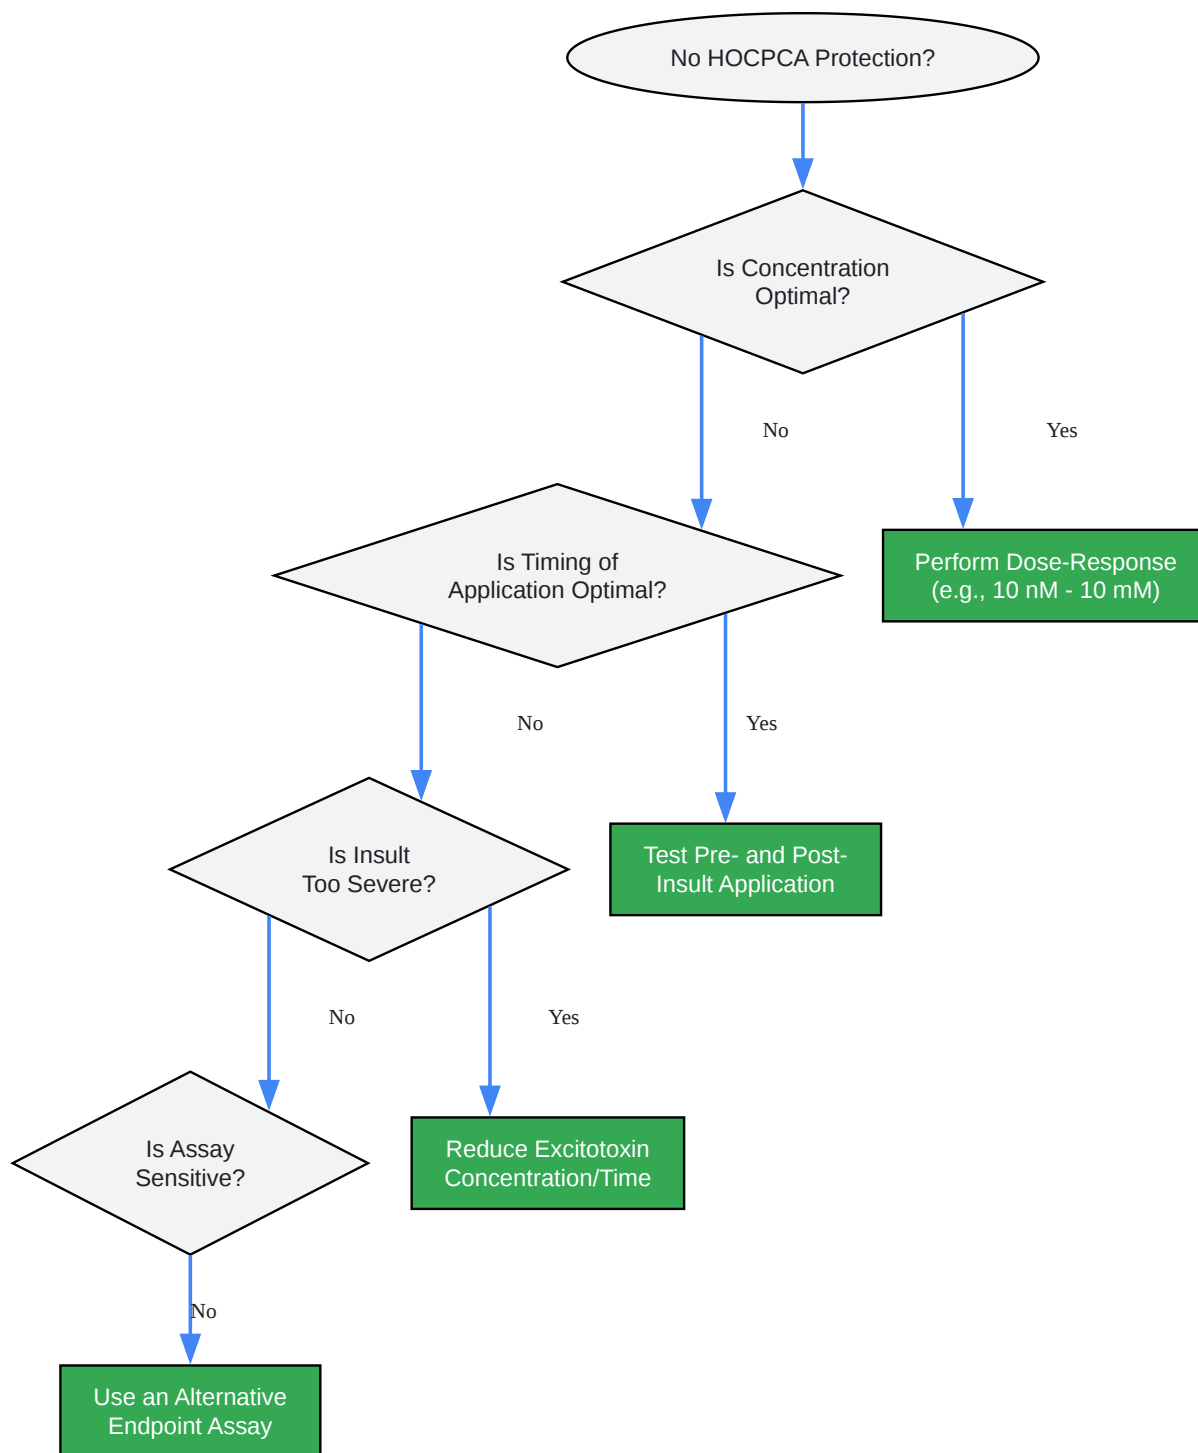 No HOCPCA Protection?
Is Concentration
Optimal?
No
Yes
Is Timing of
Application Optimal?
Perform Dose-Response
(e.g., 10 nM - 10 mM)
No
Yes
Is Insult
Too Severe?
Test Pre- and Post-
Insult Application
No
Yes
Is Assay
Sensitive?
Reduce Excitotoxin
Concentration/Time
No
Use an Alternative
Endpoint Assay